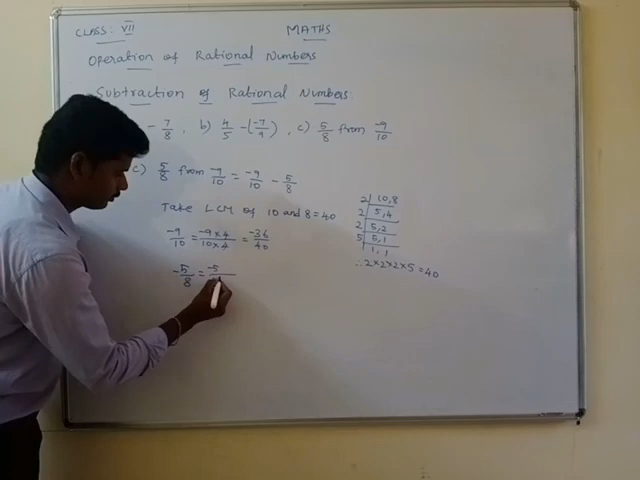 CLASS: VII MATHS
Operation of Rational Numbers
Subtraction of Rational Numbers:
- 7/8, b) 4/5 - (-7/9), c) 5/8 from -9/10
c) 5/8 from -9/10 = -9/10 - 5/8
Take LCM of 10 and 8 = 40
-9/10 = -9×4/10×4 = -36/40
-5/8 = -5/
2 | 10, 8
2 | 5, 4
2 | 5, 2
5 | 5, 1
1, 1
∴ 2×2×2×5 = 40